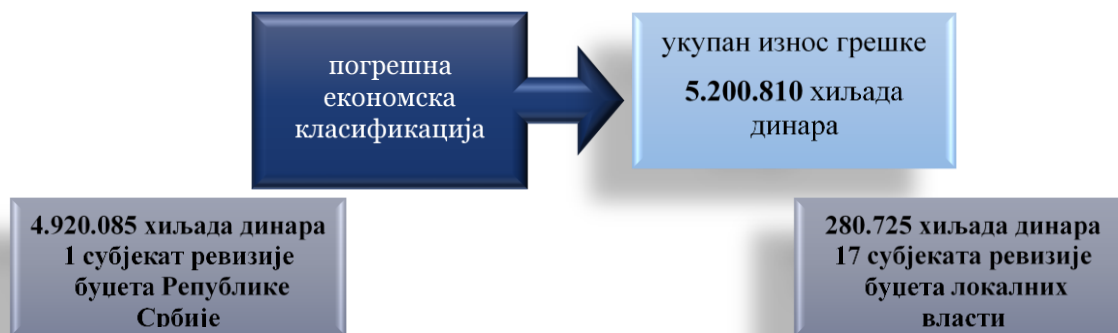 погрешна
економска
класификација
укупан износ грешке
5.200.810 хиљада
динара
4.920.085 хиљада динара
1 субјекат ревизије
буџета Републике
Србије
280.725 хиљада динара
17 субјеката ревизије
буџета локалних
власти